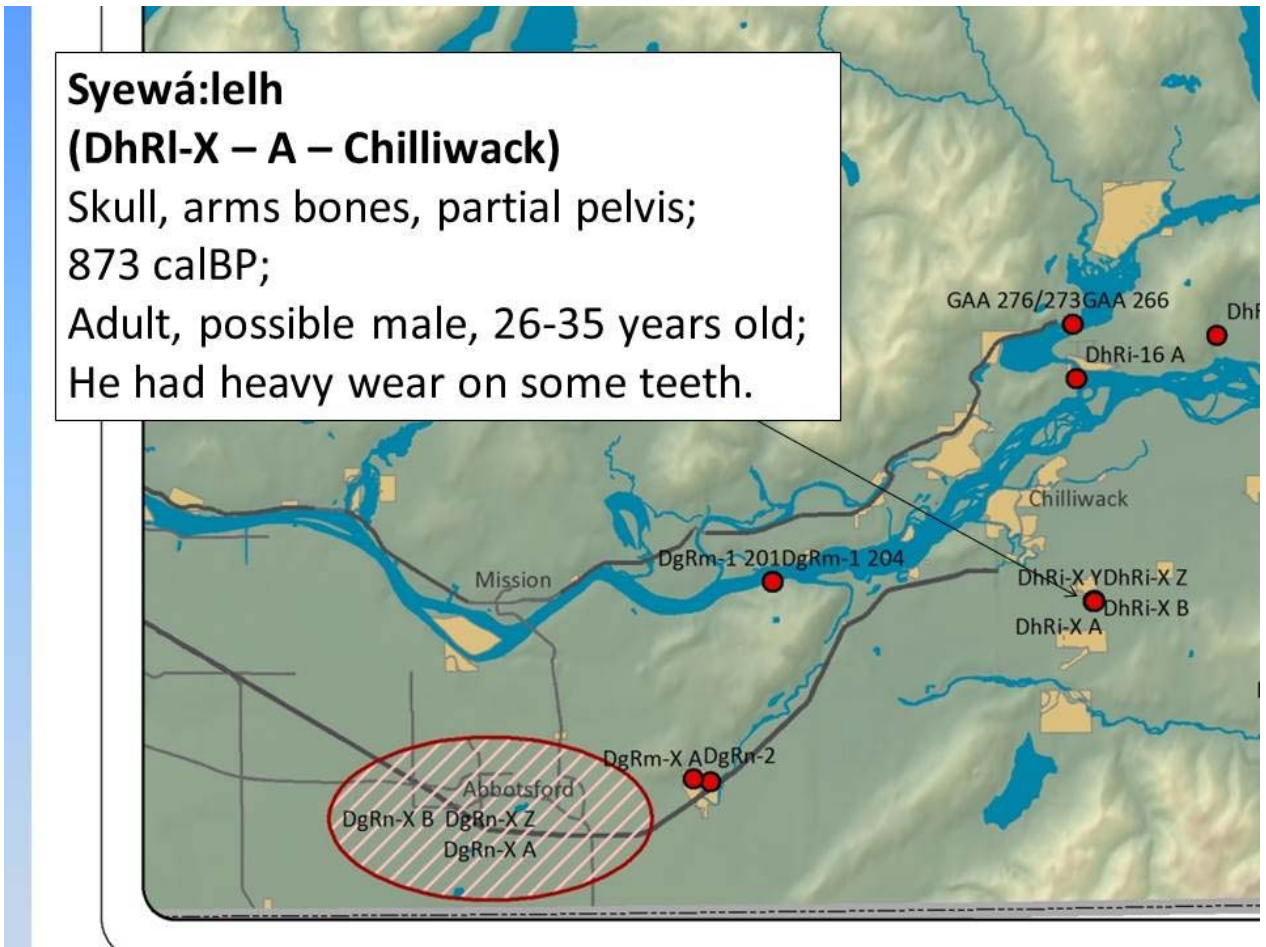 Syewá:lelh
(DhRl-X – A – Chilliwack)
Skull, arms bones, partial pelvis;
873 calBP;
Adult, possible male, 26-35 years old;
He had heavy wear on some teeth.
GAA 276/273GAA 266
DhRi-16 A
Chilliwack
DgRm-1 201DgRm-1 204
Mission
DhRi-X YDhRi-X Z
DhRi-X B
DhRi-X A
DgRm-X ADgRn-2
Abbotsford
DgRn-X B DgRn-X Z
DgRn-X A